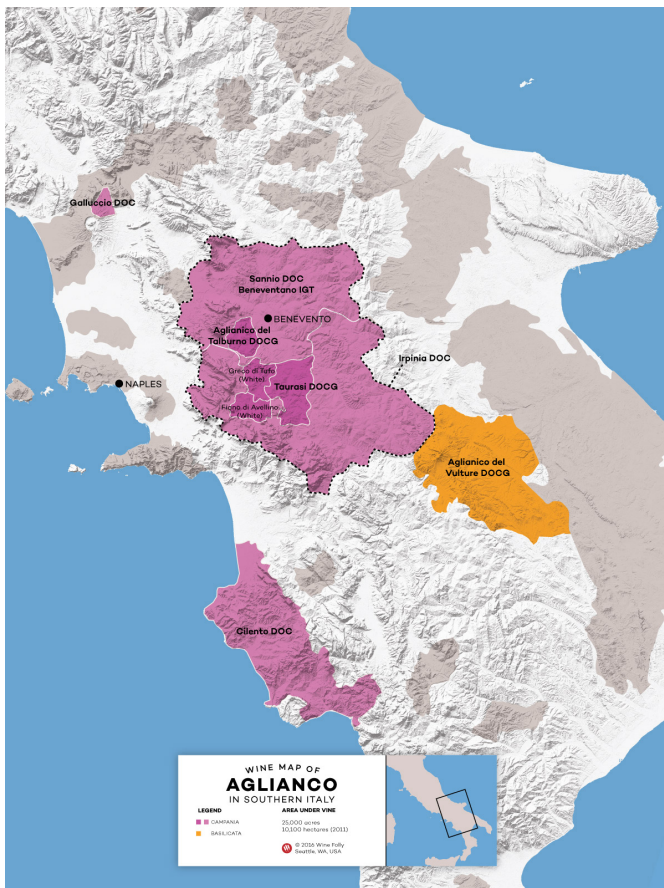 Galluccio DOC
Sannio DOC
Beneventano IGT
BENEVENTO
Aglianico del
Talburno DOCG
Irpinia DOC
Greco di Tufo
(White)
Taurasi DOCG
NAPLES
Fiano di Avellino
(White)
Aglianico del
Vulture DOCG
Cilento DOC
WINE MAP OF
AGLIANCO
IN SOUTHERN ITALY
LEGEND
CAMPANIA
BASILICATA
AREA UNDER VINE
25,000 acres
10,100 hectares (2011)
© 2016 Wine Folly
Seattle, WA, USA